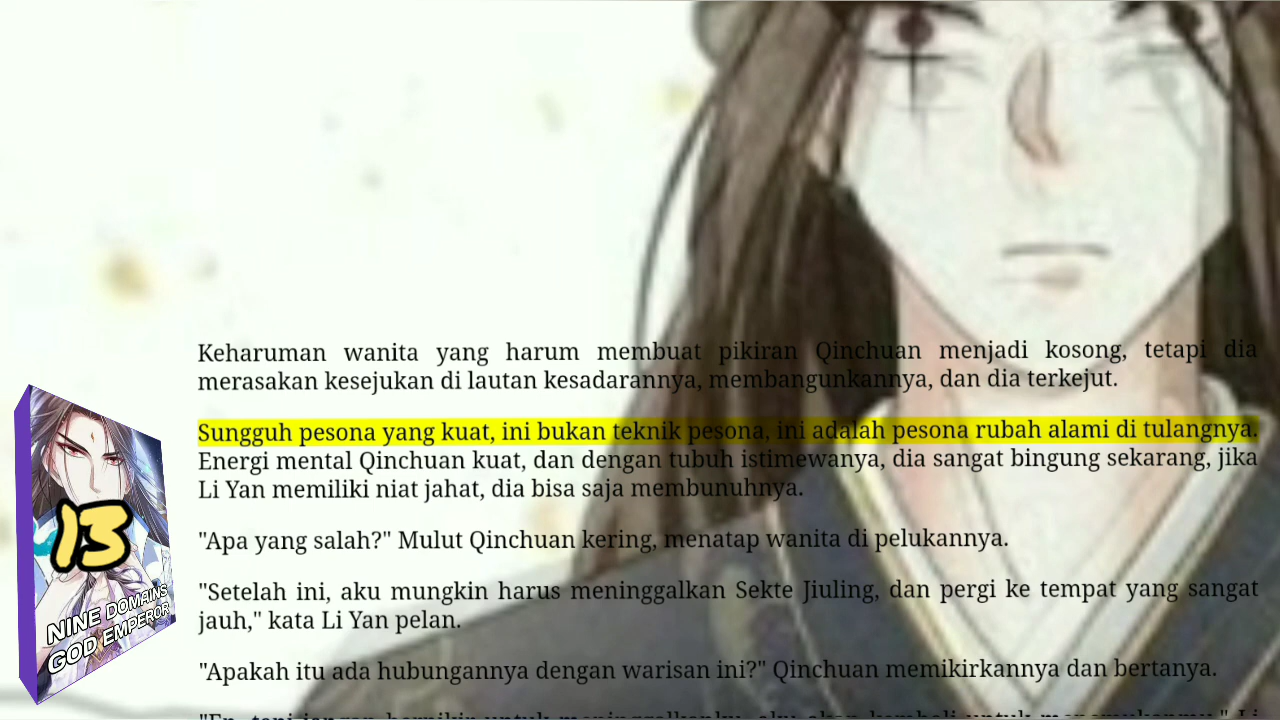 Keharuman wanita yang harum membuat pikiran Qinchuan menjadi kosong, tetapi dia
merasakan kesejukan di lautan kesadarannya, membangunkannya, dan dia terkejut.
Sungguh pesona yang kuat, ini bukan teknik pesona, ini adalah pesona rubah alami di tulangnya.
Energi mental Qinchuan kuat, dan dengan tubuh istimewanya, dia sangat bingung sekarang, jika
Li Yan memiliki niat jahat, dia bisa saja membunuhnya.
"Apa yang salah?" Mulut Qinchuan kering, menatap wanita di pelukannya.
"Setelah ini, aku mungkin harus meninggalkan Sekte Jiuling, dan pergi ke tempat yang sangat
jauh," kata Li Yan pelan.
"Apakah itu ada hubungannya dengan warisan ini?" Qinchuan memikirkannya dan bertanya.
13
NINE DOMAINS
GOD EMPEROR